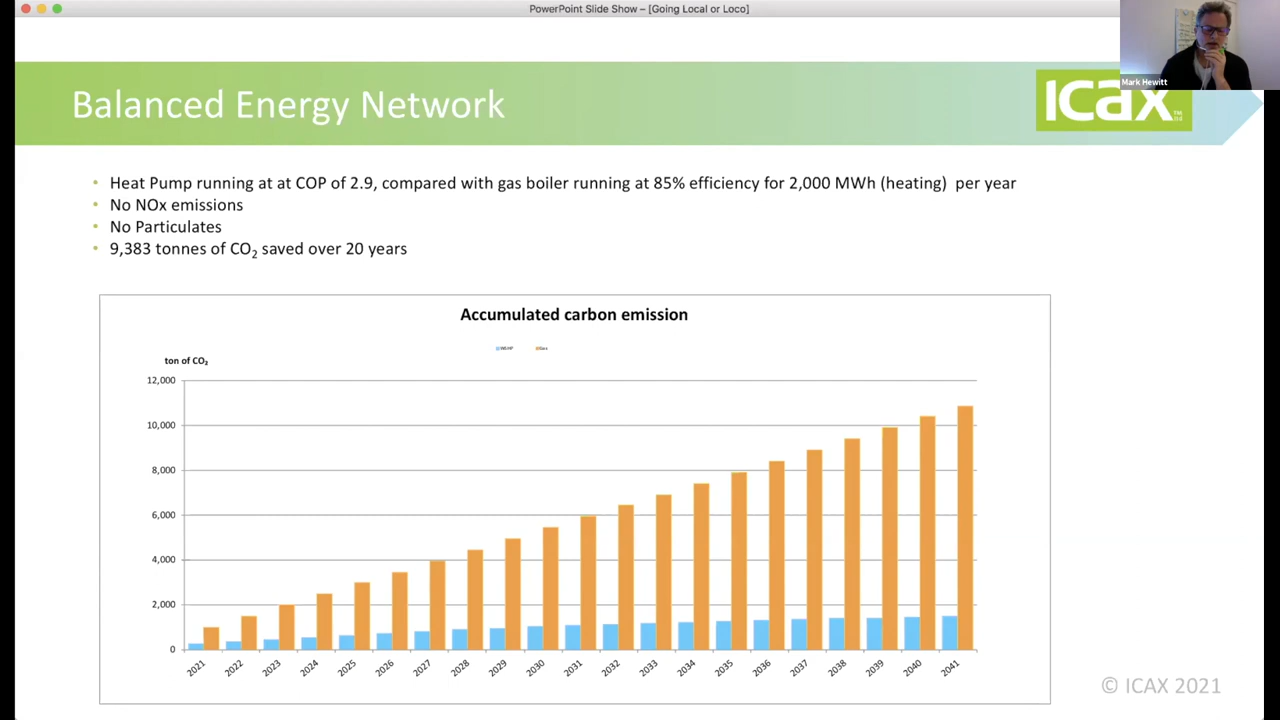 PowerPoint Slide Show – [Going Local or Loco]
Mark Hewitt
Balanced Energy Network
ICax™
ltd
• Heat Pump running at at COP of 2.9, compared with gas boiler running at 85% efficiency for 2,000 MWh (heating) per year
• No NOx emissions
• No Particulates
• 9,383 tonnes of CO₂ saved over 20 years
Accumulated carbon emission
WSHP Gas
ton of CO₂
12,000
10,000
8,000
6,000
4,000
2,000
0
2021 2022 2023 2024 2025 2026 2027 2028 2029 2030 2031 2032 2033 2034 2035 2036 2037 2038 2039 2040 2041
© ICAX 2021